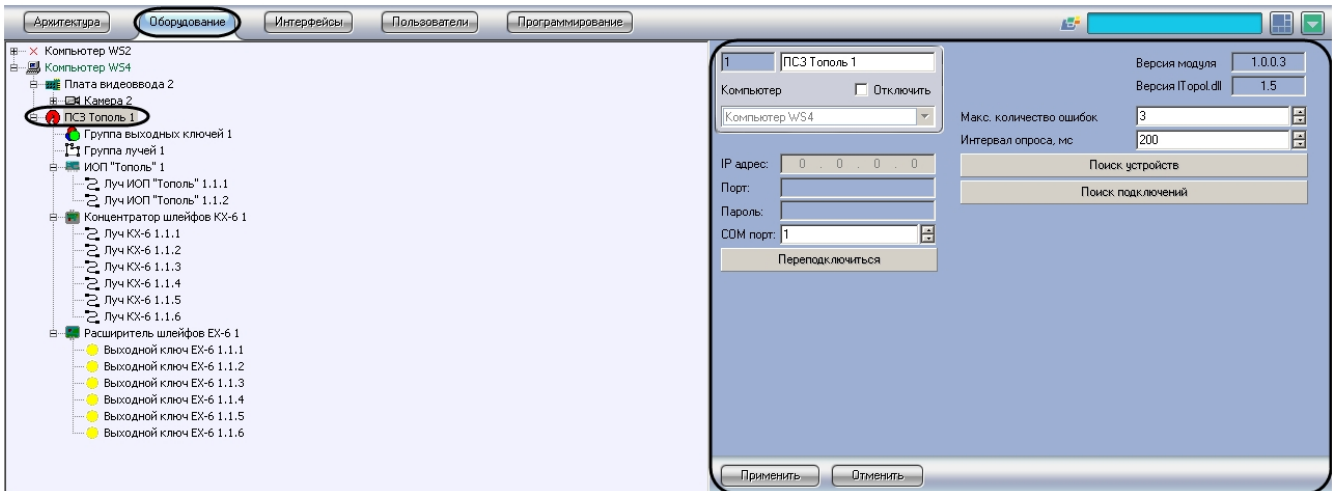 Архитектура Оборудование Интерфейсы Пользователи Программирование
Компьютер WS2
Компьютер WS4
Плата видеоввода 2
Камера 2
ПСЗ Тополь 1
Группа выходных ключей 1
Группа лучей 1
ИОП "Тополь" 1
Луч ИОП "Тополь" 1.1.1
Луч ИОП "Тополь" 1.1.2
Концентратор шлейфов КХ-6 1
Луч КХ-6 1.1.1
Луч КХ-6 1.1.2
Луч КХ-6 1.1.3
Луч КХ-6 1.1.4
Луч КХ-6 1.1.5
Луч КХ-6 1.1.6
Расширитель шлейфов ЕХ-6 1
Выходной ключ ЕХ-6 1.1.1
Выходной ключ ЕХ-6 1.1.2
Выходной ключ ЕХ-6 1.1.3
Выходной ключ ЕХ-6 1.1.4
Выходной ключ ЕХ-6 1.1.5
Выходной ключ ЕХ-6 1.1.6
1 ПСЗ Тополь 1
Компьютер Отключить
Компьютер WS4
IP адрес: 0 . 0 . 0 . 0
Порт:
Пароль:
COM порт: 1
Переподключиться
Версия модуля 1.0.0.3
Версия ITopol.dll 1.5
Макс. количество ошибок 3
Интервал опроса, мс 200
Поиск устройств
Поиск подключений
Применить Отменить